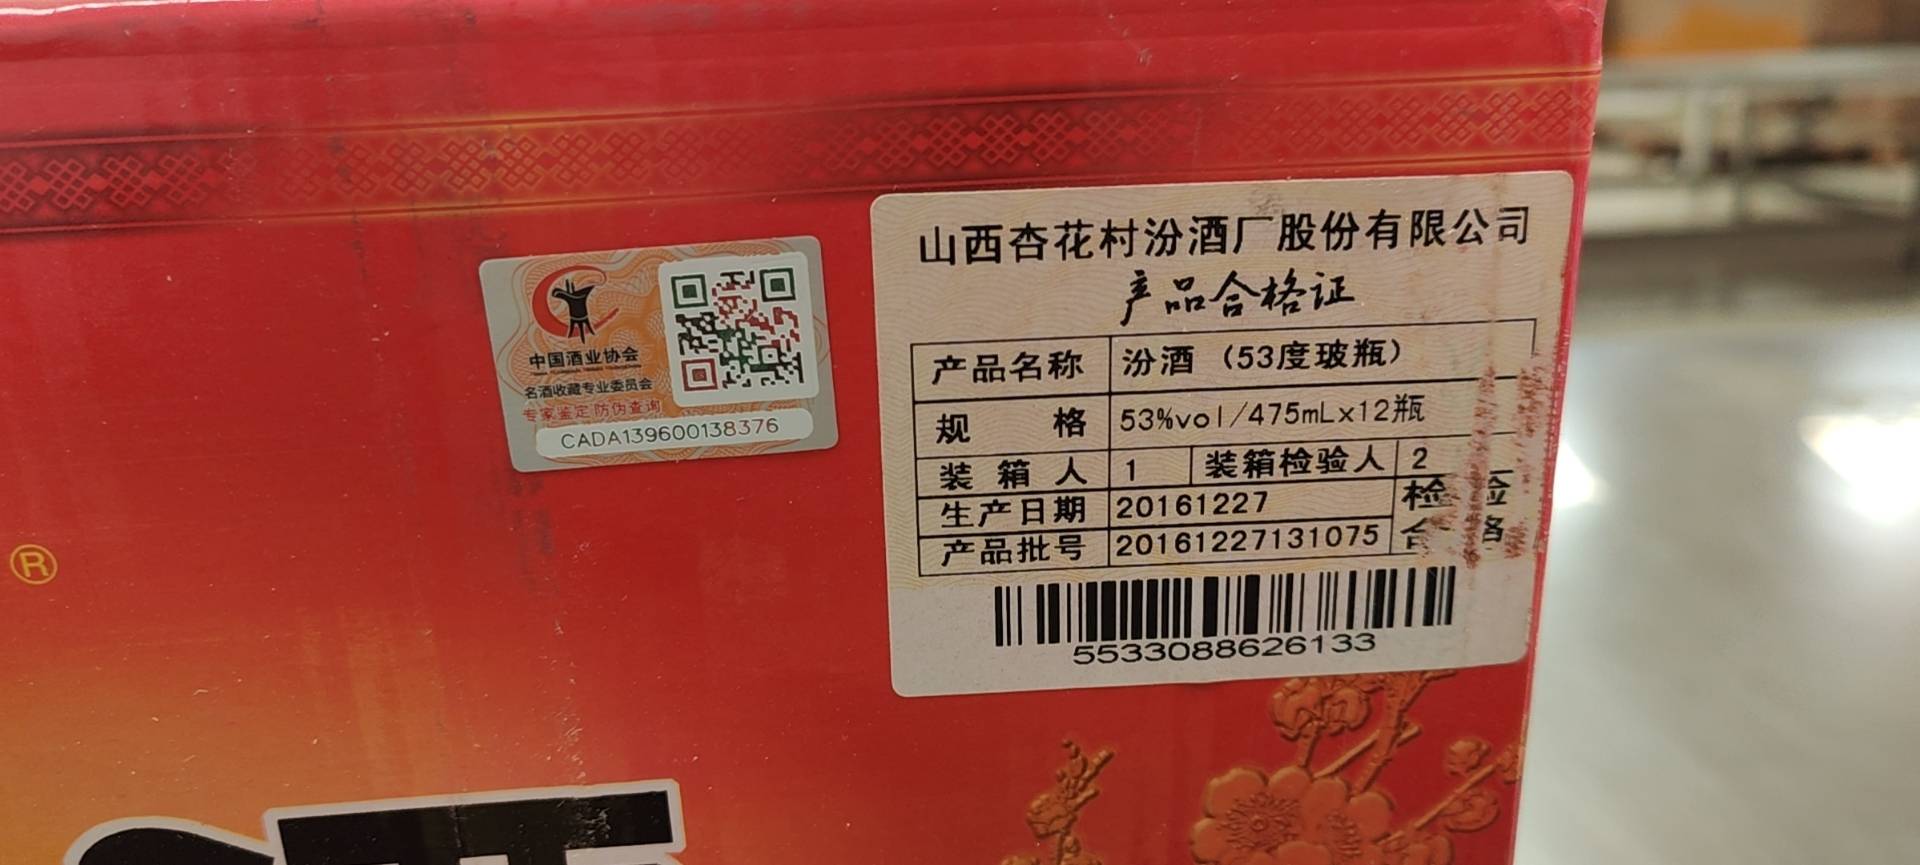 中国酒业协会
名酒收藏专业委员会
专家鉴定 防伪查询
CADA139600138376
山西杏花村汾酒厂股份有限公司
产品合格证
产品名称 汾酒（53度玻瓶）
规格 53%vol/475mLx12瓶
装箱人 1 装箱检验人 2
生产日期 20161227 检验
产品批号 20161227131075 合格
5533088626133
®